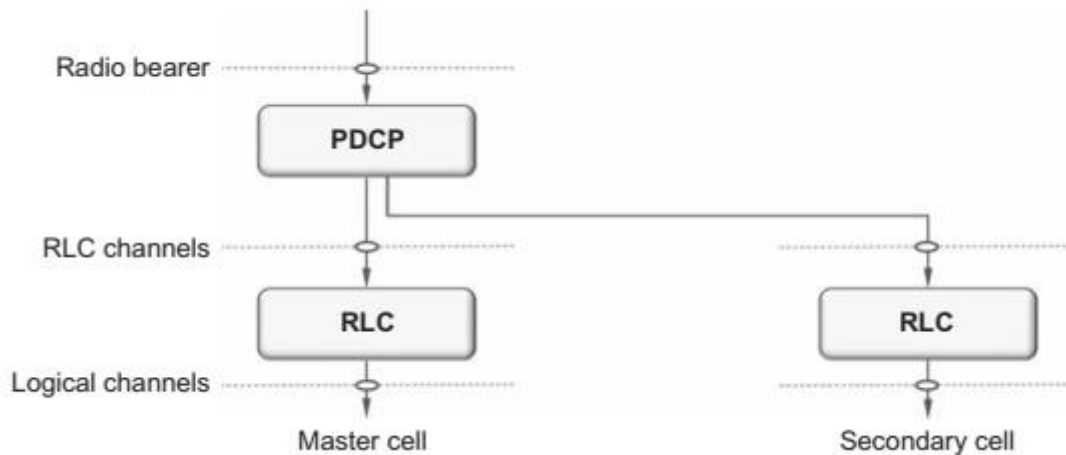 Radio bearer
PDCP
RLC channels
RLC
RLC
Logical channels
Master cell
Secondary cell